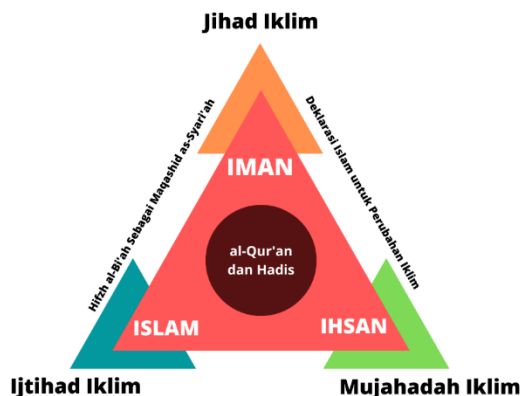 Jihad Iklim
Hifzh al-Bi'ah Sebagai Maqashid as-Syari'ah
Deklarasi Islam untuk Perubahan Iklim
IMAN
al-Qur'an
dan Hadis
ISLAM
IHSAN
Ijtihad Iklim
Mujahadah Iklim